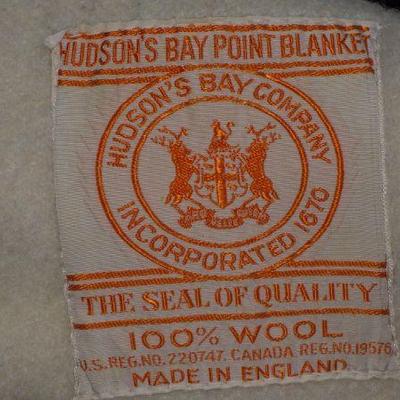 HUDSON'S BAY POINT BLANKET
HUDSON'S BAY COMPANY
INCORPORATED 1670
THE SEAL OF QUALITY
100% WOOL
U.S. REG. NO. 220747. CANADA REG. NO. 19576
MADE IN ENGLAND